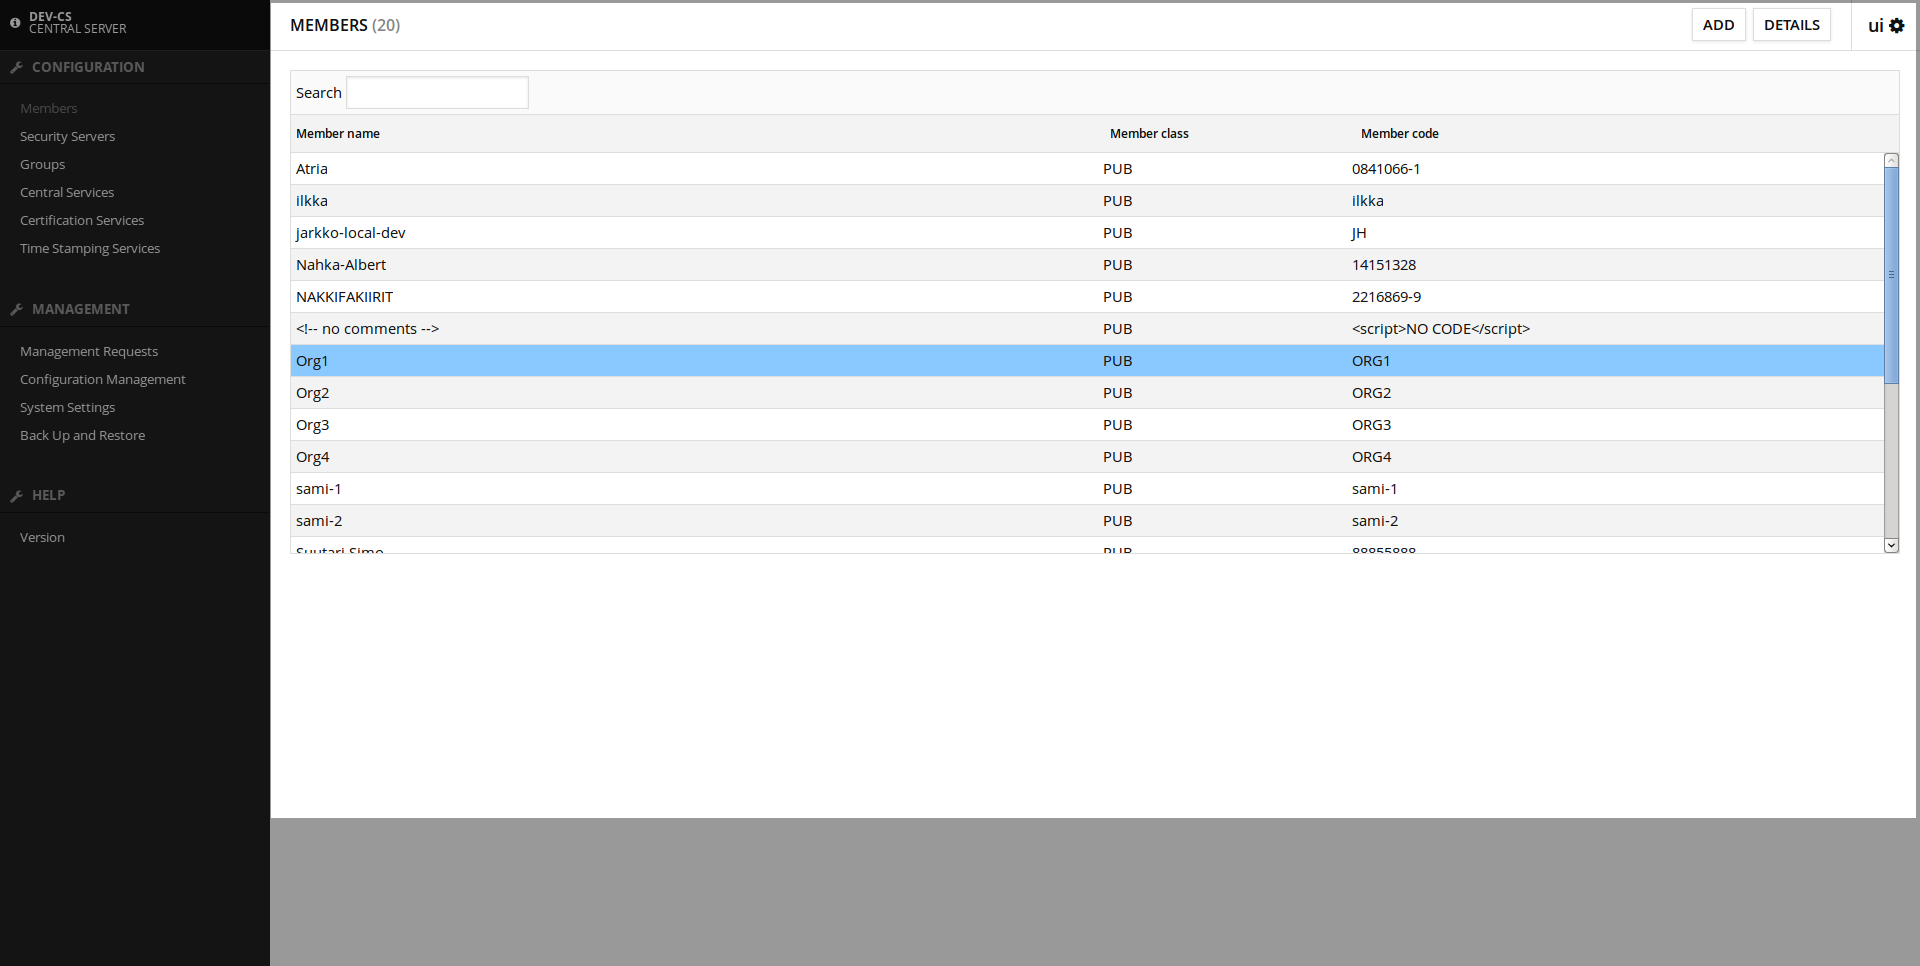 DEV-CS
CENTRAL SERVER
CONFIGURATION
Members
Security Servers
Groups
Central Services
Certification Services
Time Stamping Services
MANAGEMENT
Management Requests
Configuration Management
System Settings
Back Up and Restore
HELP
Version
MEMBERS (20)
ADD DETAILS ui
Search
Member name Member class Member code
Atria PUB 0841066-1
ilkka PUB ilkka
jarkko-local-dev PUB JH
Nahka-Albert PUB 14151328
NAKKIFAKIIRIT PUB 2216869-9
<!-- no comments --> PUB <script>NO CODE</script>
Org1 PUB ORG1
Org2 PUB ORG2
Org3 PUB ORG3
Org4 PUB ORG4
sami-1 PUB sami-1
sami-2 PUB sami-2
Suutari Simo PUB